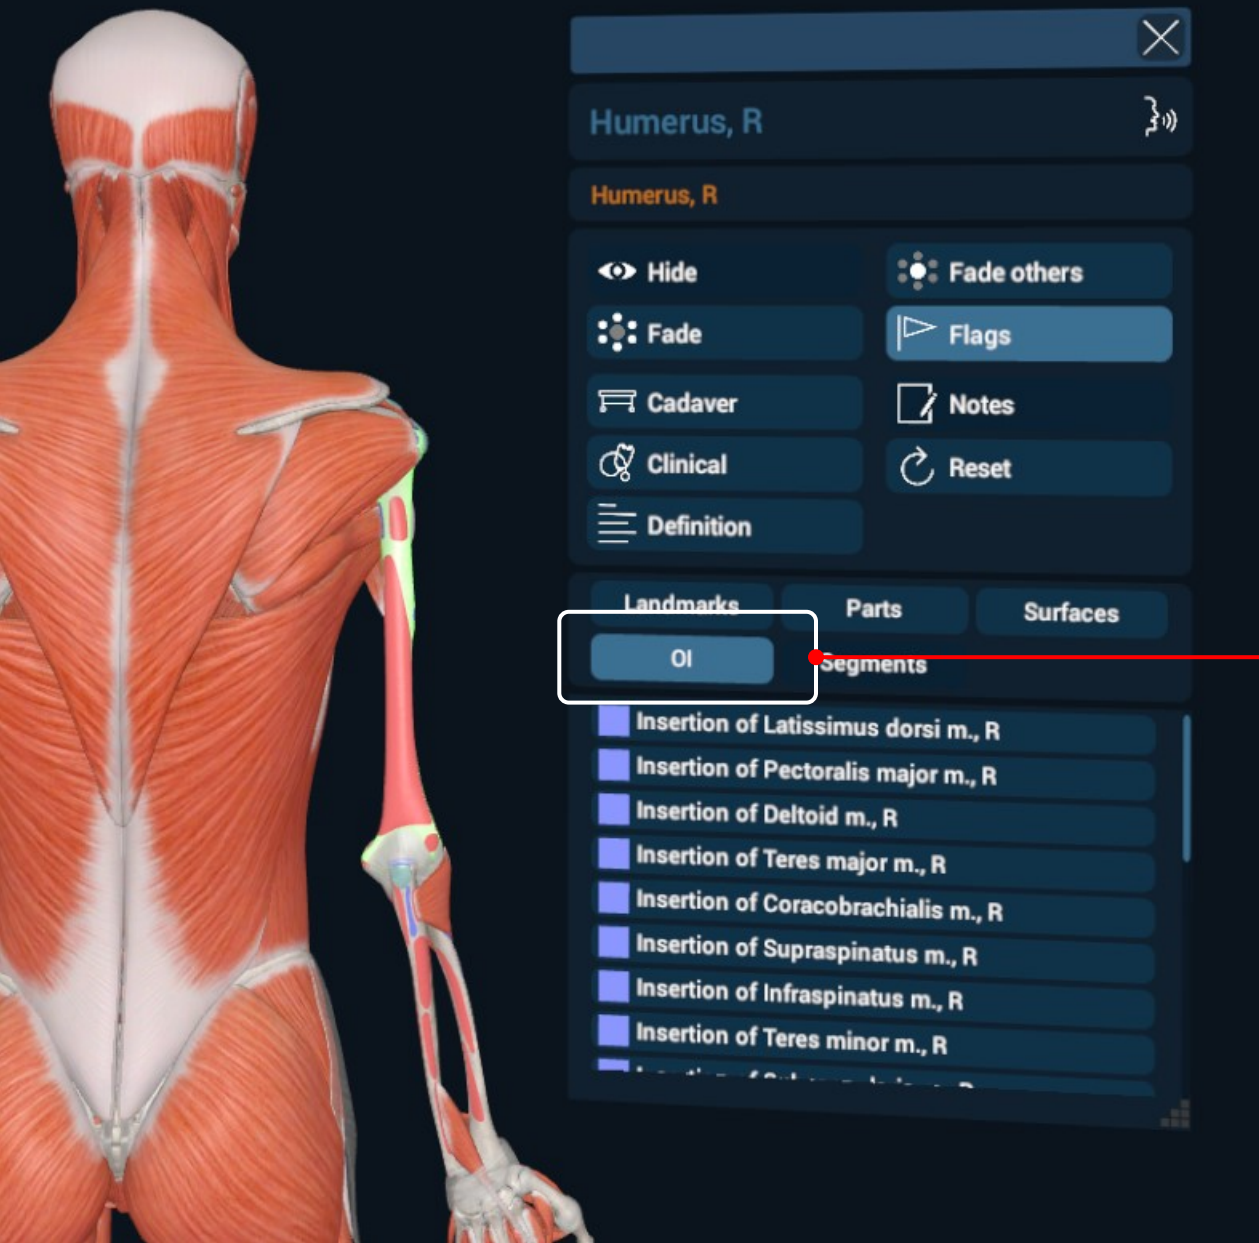 Humerus, R
Humerus, R
Hide
Fade others
Fade
Flags
Cadaver
Notes
Clinical
Reset
Definition
Landmarks
Parts
Surfaces
OI
Segments
Insertion of Latissimus dorsi m., R
Insertion of Pectoralis major m., R
Insertion of Deltoid m., R
Insertion of Teres major m., R
Insertion of Coracobrachialis m., R
Insertion of Supraspinatus m., R
Insertion of Infraspinatus m., R
Insertion of Teres minor m., R